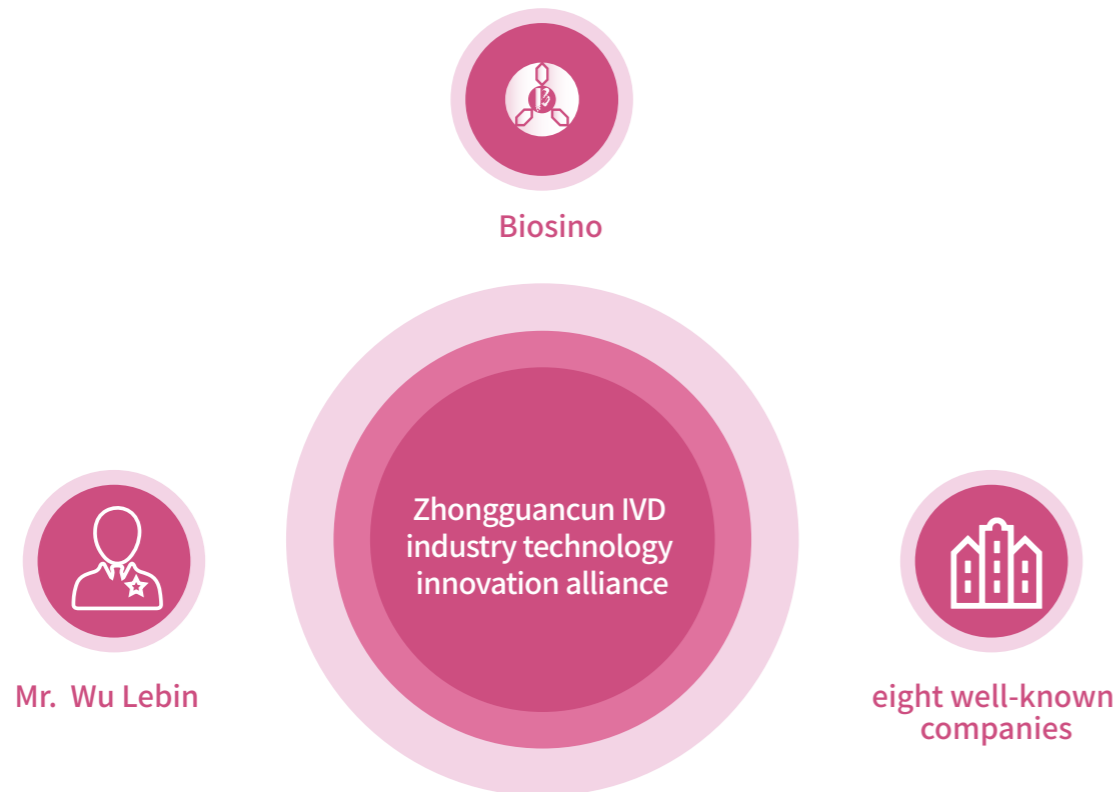 Biosino
Zhongguancun IVD
industry technology
innovation alliance
Mr. Wu Lebin
eight well-known
companies